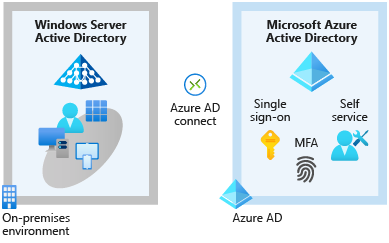 Windows Server
Active Directory
Microsoft Azure
Active Directory
Azure AD
connect
Single
sign-on
MFA
Self
service
On-premises
environment
Azure AD